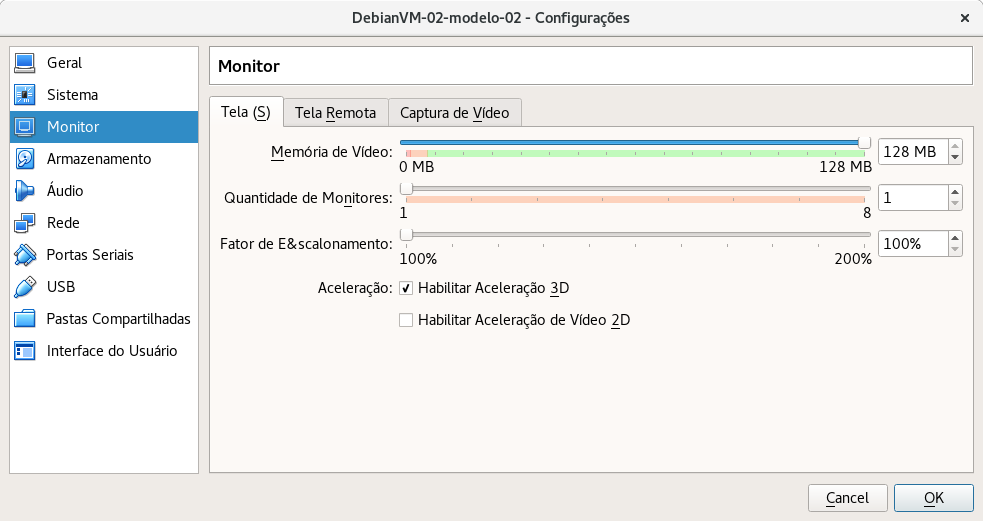 DebianVM-02-modelo-02 - Configurações
Geral
Sistema
Monitor
Armazenamento
Áudio
Rede
Portas Seriais
USB
Pastas Compartilhadas
Interface do Usuário
Monitor
Tela (S) Tela Remota Captura de Vídeo
Memória de Vídeo: 128 MB
0 MB 128 MB
Quantidade de Monitores: 1
1 8
Fator de E&scalonamento: 100%
100% 200%
Aceleração: Habilitar Aceleração 3D
Habilitar Aceleração de Vídeo 2D
Cancel OK